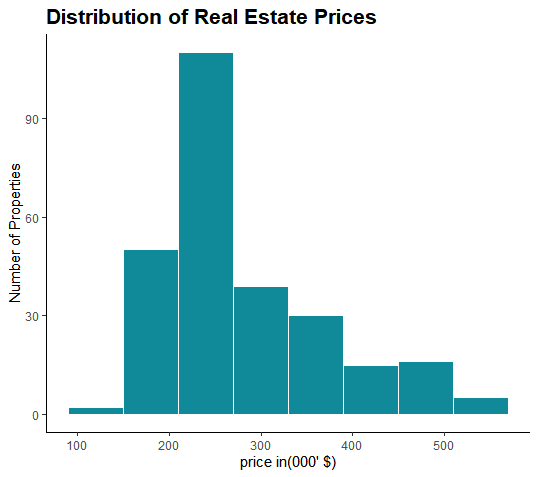 Distribution of Real Estate Prices
Number of Properties
90
60
30
0
100 200 300 400 500
price in(000' $)